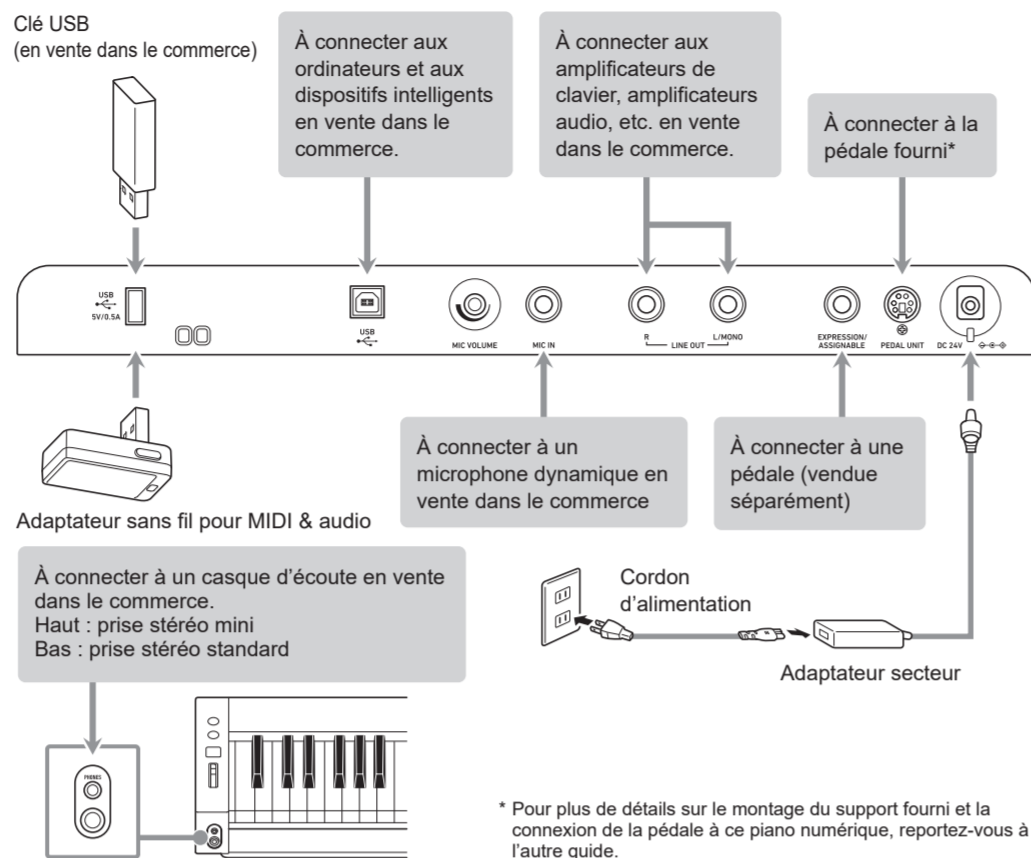 Clé USB
(en vente dans le commerce)
À connecter aux
ordinateurs et aux
dispositifs intelligents
en vente dans le
commerce.
À connecter aux
amplificateurs de
clavier, amplificateurs
audio, etc. en vente
dans le commerce.
À connecter à la
pédale fourni*
USB
5V/0.5A
USB
MIC VOLUME
MIC IN
R
LINE OUT
L/MONO
EXPRESSION/
ASSIGNABLE
PEDAL UNIT
DC 24V
À connecter à un
microphone dynamique en
vente dans le commerce
À connecter à une
pédale (vendue
séparément)
Adaptateur sans fil pour MIDI & audio
À connecter à un casque d’écoute en vente
dans le commerce.
Haut : prise stéréo mini
Bas : prise stéréo standard
Cordon
d’alimentation
Adaptateur secteur
PHONES
* Pour plus de détails sur le montage du support fourni et la
connexion de la pédale à ce piano numérique, reportez-vous à
l’autre guide.